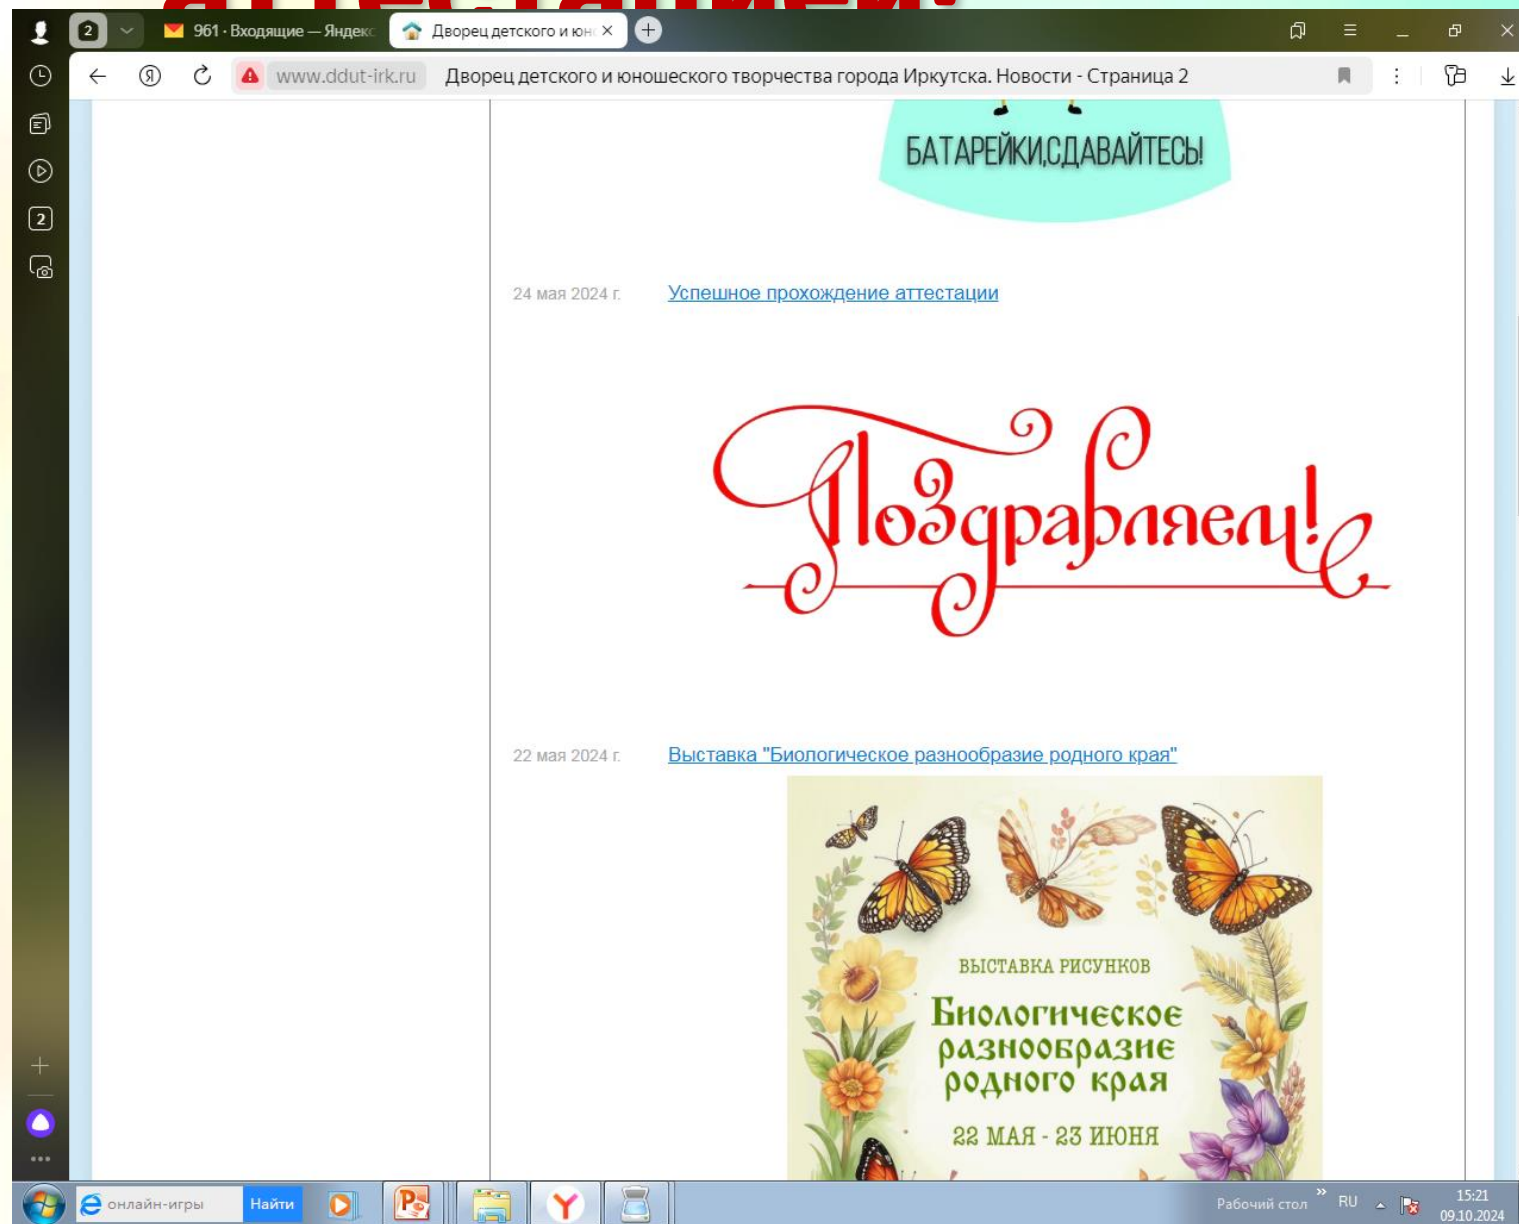 аттестацией!
2
961 · Входящие — Яндекс
Дворец детского и юн
www.ddut-irk.ru Дворец детского и юношеского творчества города Иркутска. Новости - Страница 2
2
БАТАРЕЙКИ,СДАВАЙТЕСЬ!
24 мая 2024 г. Успешное прохождение аттестации
Поздравляем!
22 мая 2024 г. Выставка "Биологическое разнообразие родного края"
ВЫСТАВКА РИСУНКОВ
Биологическое
разнообразие
родного края
22 МАЯ - 23 ИЮНЯ
онлайн-игры Найти
Рабочий стол » RU 15:21
09.10.2024